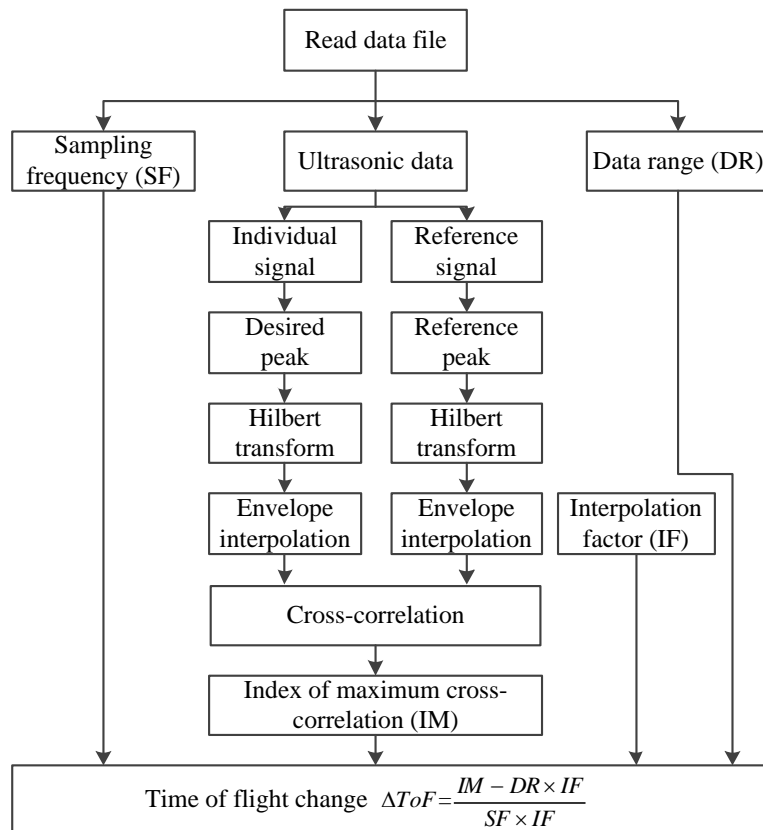 Read data file
Sampling
frequency (SF)
Ultrasonic data
Data range (DR)
Individual
signal
Reference
signal
Desired
peak
Reference
peak
Hilbert
transform
Hilbert
transform
Envelope
interpolation
Envelope
interpolation
Interpolation
factor (IF)
Cross-correlation
Index of maximum cross-
correlation (IM)
Time of flight change ΔToF = (IM − DR × IF) / (SF × IF)